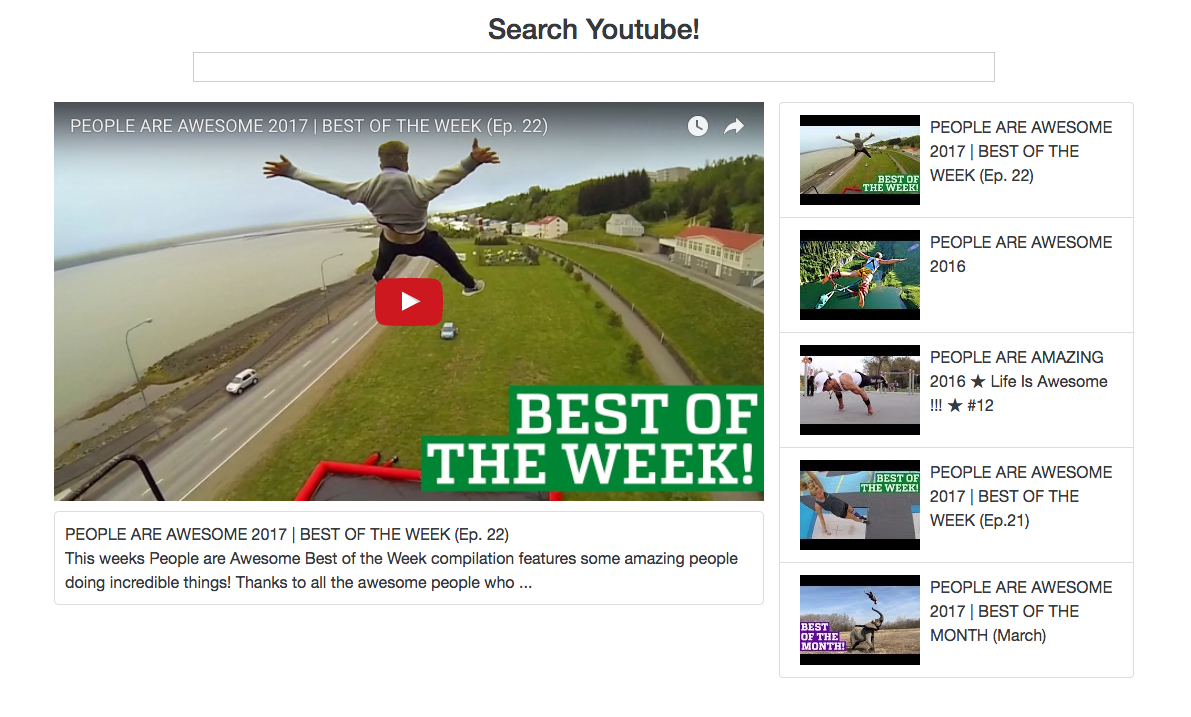 Search Youtube!
PEOPLE ARE AWESOME 2017 | BEST OF THE WEEK (Ep. 22)
BEST OF
THE WEEK!
PEOPLE ARE AWESOME 2017 | BEST OF THE WEEK (Ep. 22)
This weeks People are Awesome Best of the Week compilation features some amazing people
doing incredible things! Thanks to all the awesome people who ...
BEST OF
THE WEEK!
PEOPLE ARE AWESOME
2017 | BEST OF THE
WEEK (Ep. 22)
PEOPLE ARE AWESOME
2016
PEOPLE ARE AMAZING
2016 ★ Life Is Awesome
!!! ★ #12
BEST OF
THE WEEK!
PEOPLE ARE AWESOME
2017 | BEST OF THE
WEEK (Ep.21)
BEST
OF THE
MONTH!
PEOPLE ARE AWESOME
2017 | BEST OF THE
MONTH (March)